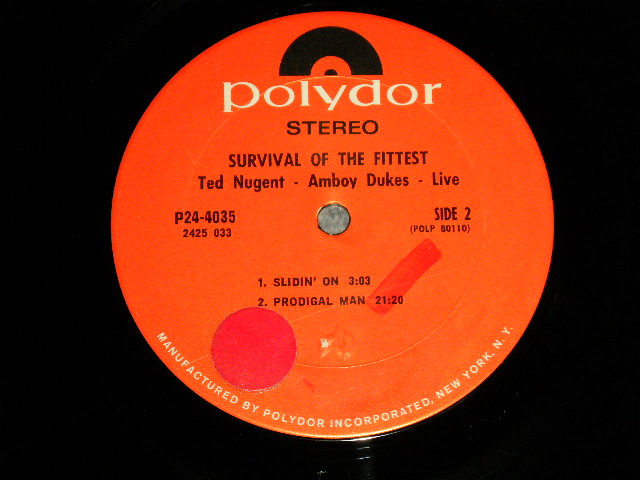 polydor
STEREO
SURVIVAL OF THE FITTEST
Ted Nugent - Amboy Dukes - Live
P24-4035
2425 033
SIDE 2
(POLP 80110)
1. SLIDIN' ON 3:03
2. PRODIGAL MAN 21:20
MANUFACTURED BY POLYDOR INCORPORATED, NEW YORK, N.Y.